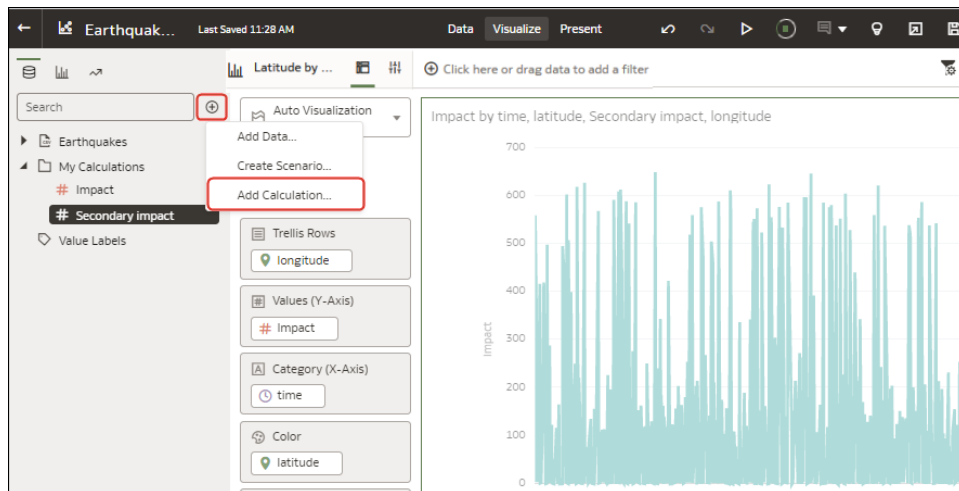 Earthquak...
Last Saved 11:28 AM
Data
Visualize
Present
Latitude by ...
Click here or drag data to add a filter
Search
Auto Visualization
Add Data...
Create Scenario...
Add Calculation...
Earthquakes
My Calculations
# Impact
# Secondary impact
Value Labels
Trellis Rows
longitude
# Values (Y-Axis)
# Impact
A Category (X-Axis)
time
Color
latitude
Impact by time, latitude, Secondary impact, longitude
Impact
700
600
500
400
300
200
100
0